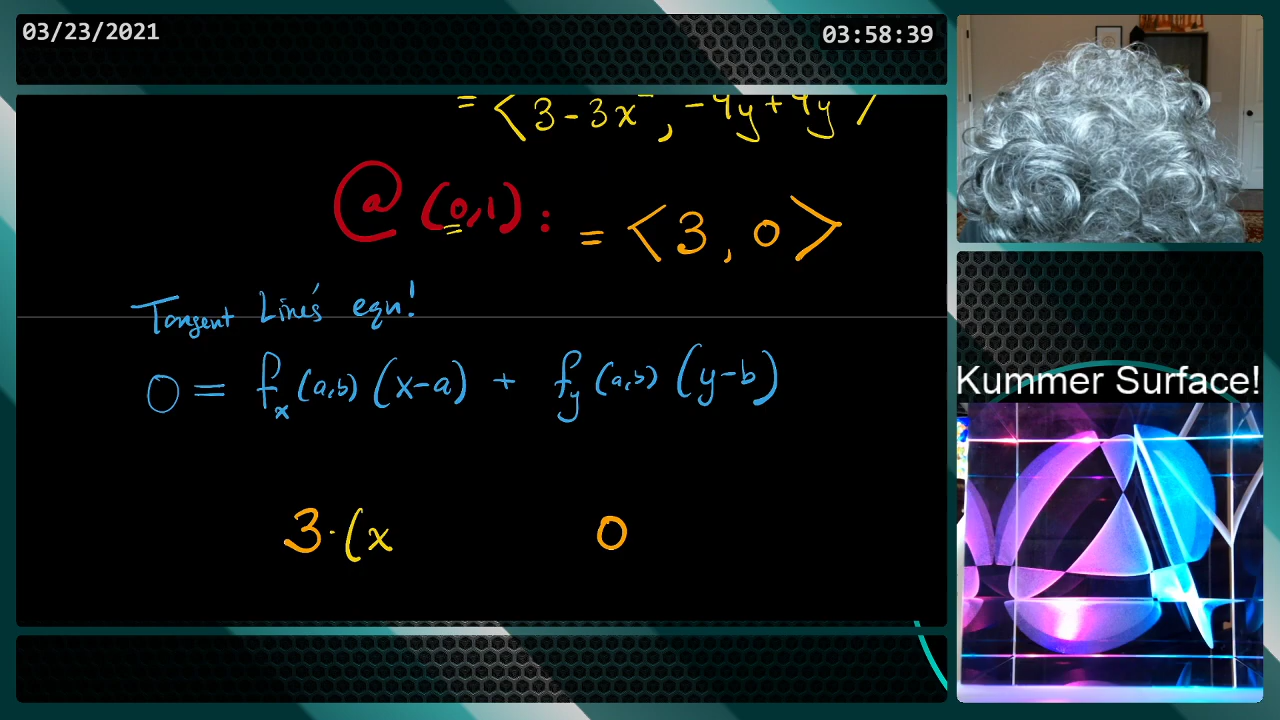 03/23/2021
03:58:39
= ⟨3-3x², -4y+4y⟩
@ (0,1): = ⟨3, 0⟩
Tangent Line's eqn!
0 = fₓ(a,b)(x-a) + f_y(a,b)(y-b)
3·(x 0
Kummer Surface!